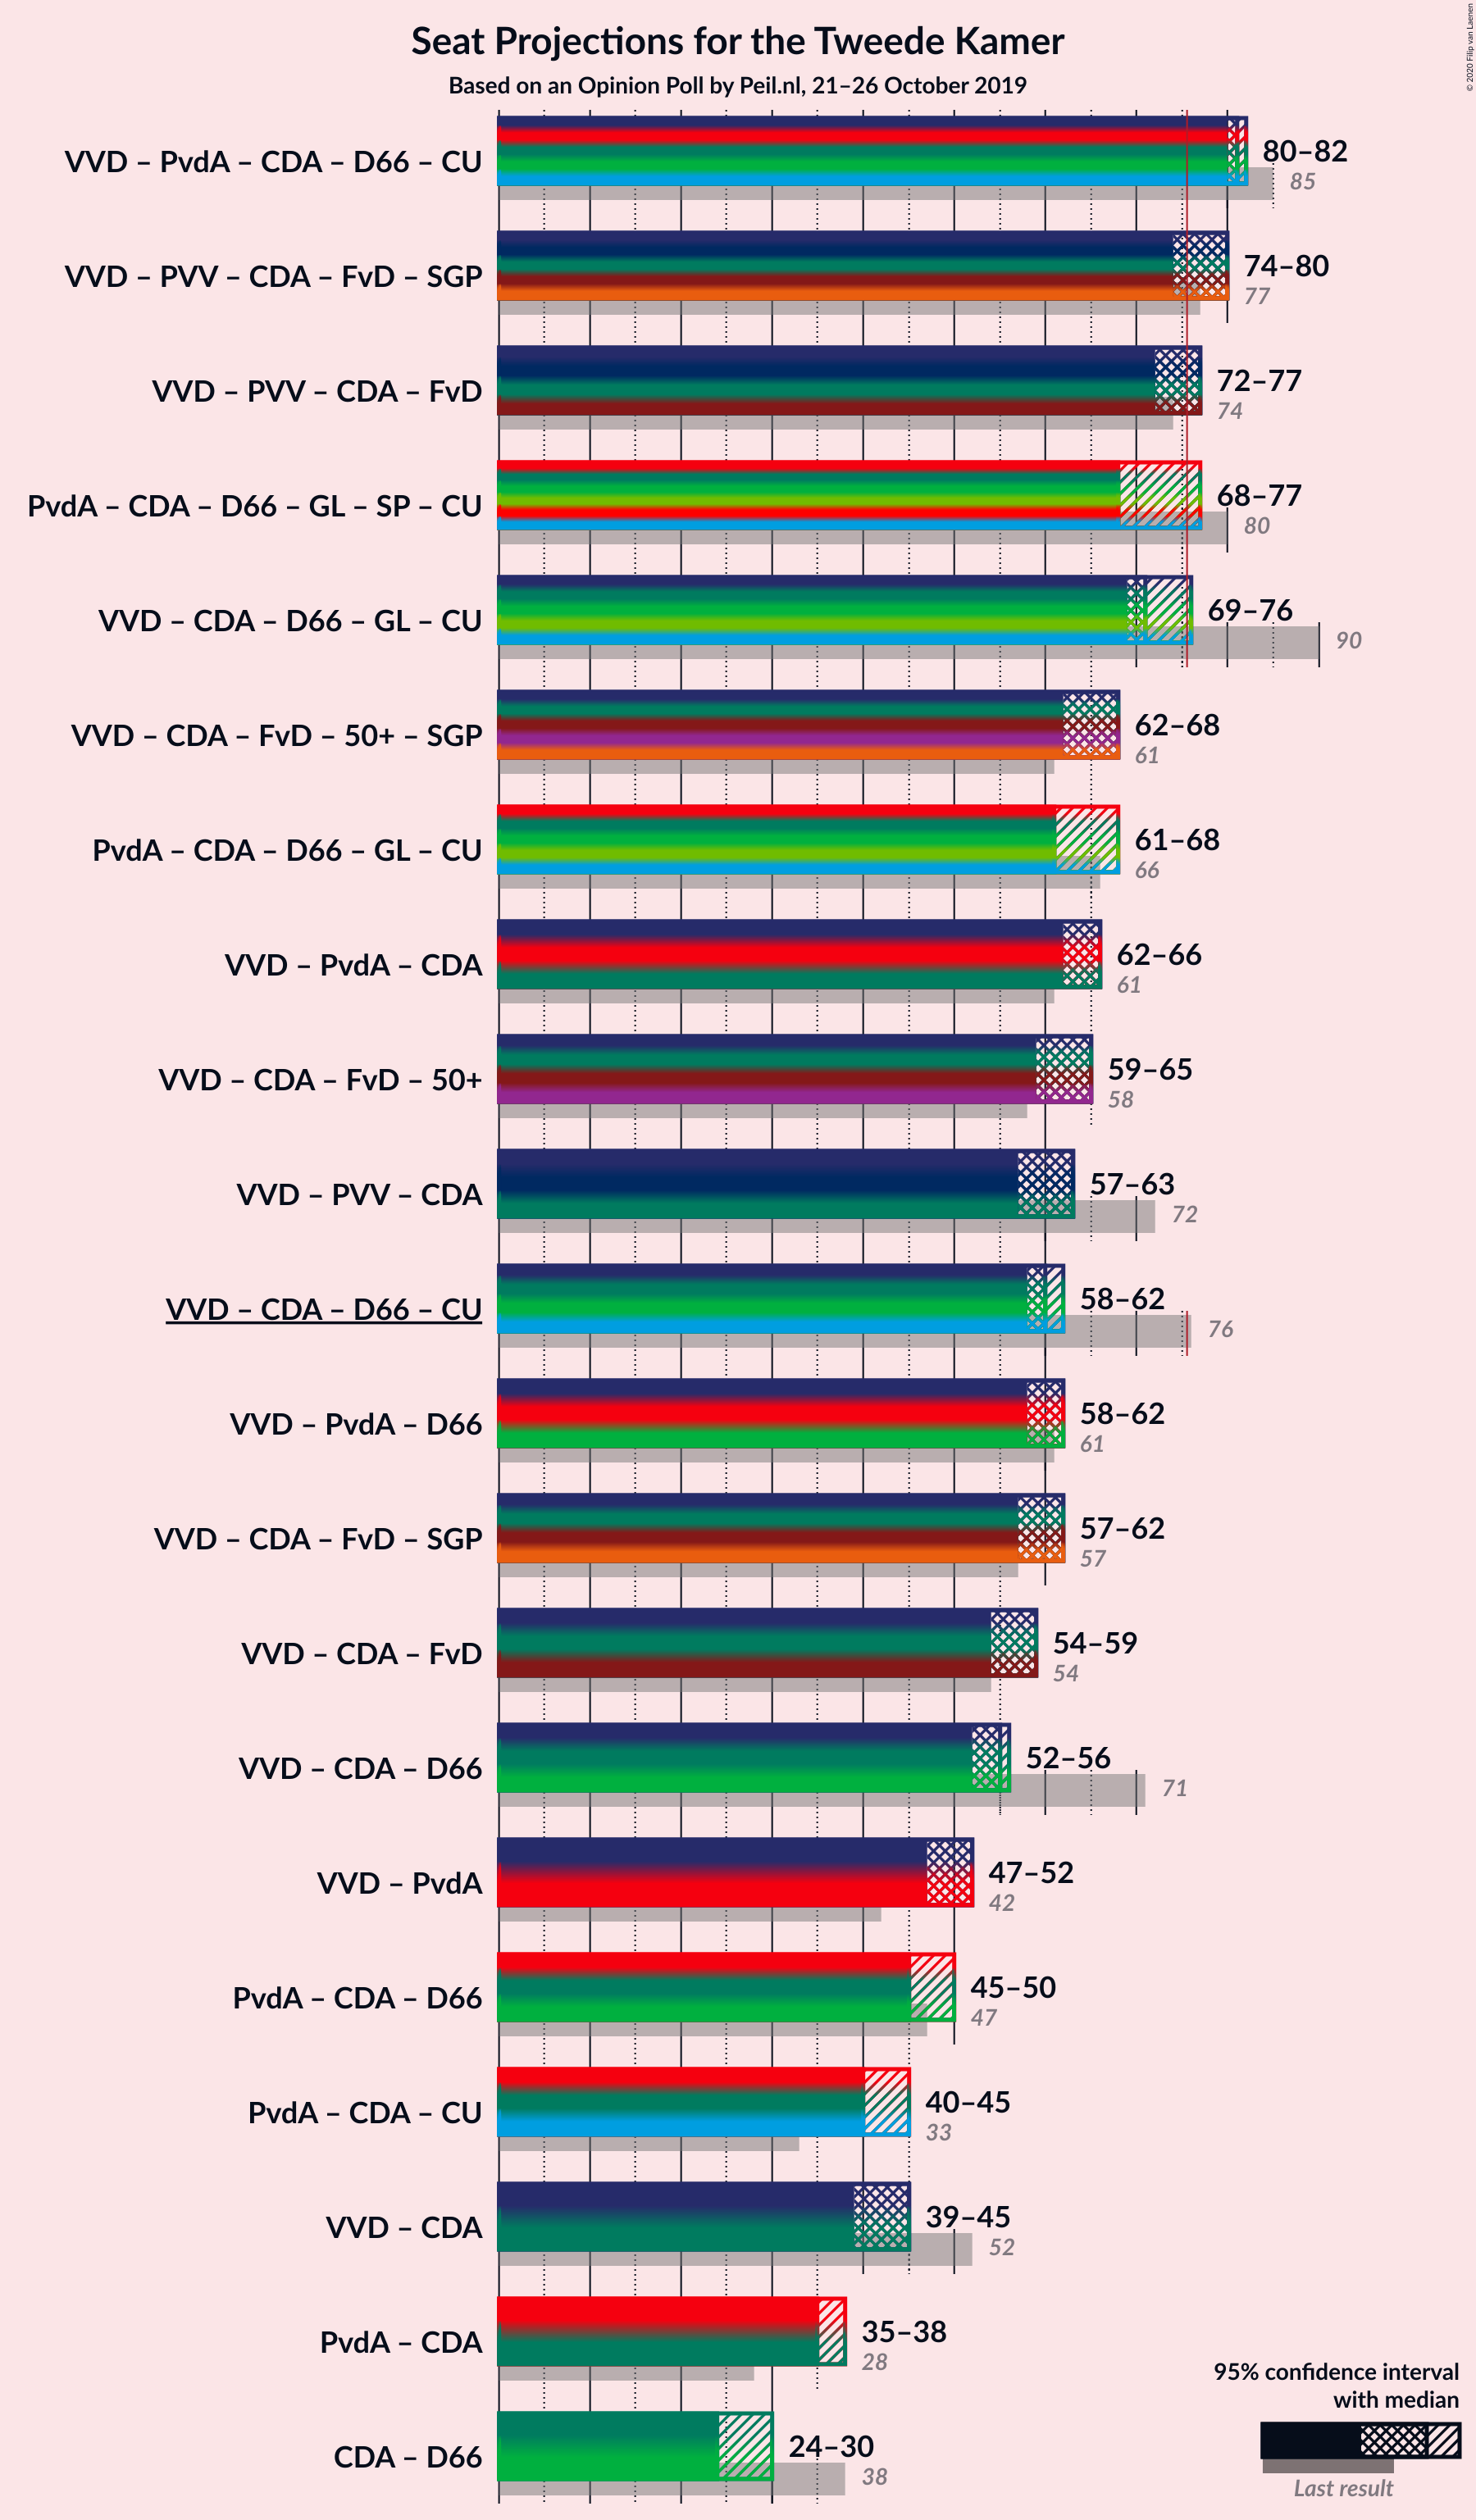 Seat Projections for the Tweede Kamer
Based on an Opinion Poll by Peil.nl, 21–26 October 2019
© 2020 Filip van Laenen
VVD – PvdA – CDA – D66 – CU
80–82
85
VVD – PVV – CDA – FvD – SGP
74–80
77
VVD – PVV – CDA – FvD
72–77
74
PvdA – CDA – D66 – GL – SP – CU
68–77
80
VVD – CDA – D66 – GL – CU
69–76
90
VVD – CDA – FvD – 50+ – SGP
62–68
61
PvdA – CDA – D66 – GL – CU
61–68
66
VVD – PvdA – CDA
62–66
61
VVD – CDA – FvD – 50+
59–65
58
VVD – PVV – CDA
57–63
72
VVD – CDA – D66 – CU
58–62
76
VVD – PvdA – D66
58–62
61
VVD – CDA – FvD – SGP
57–62
57
VVD – CDA – FvD
54–59
54
VVD – CDA – D66
52–56
71
VVD – PvdA
47–52
42
PvdA – CDA – D66
45–50
47
PvdA – CDA – CU
40–45
33
VVD – CDA
39–45
52
PvdA – CDA
35–38
28
CDA – D66
24–30
38
95% confidence interval
with median
Last result